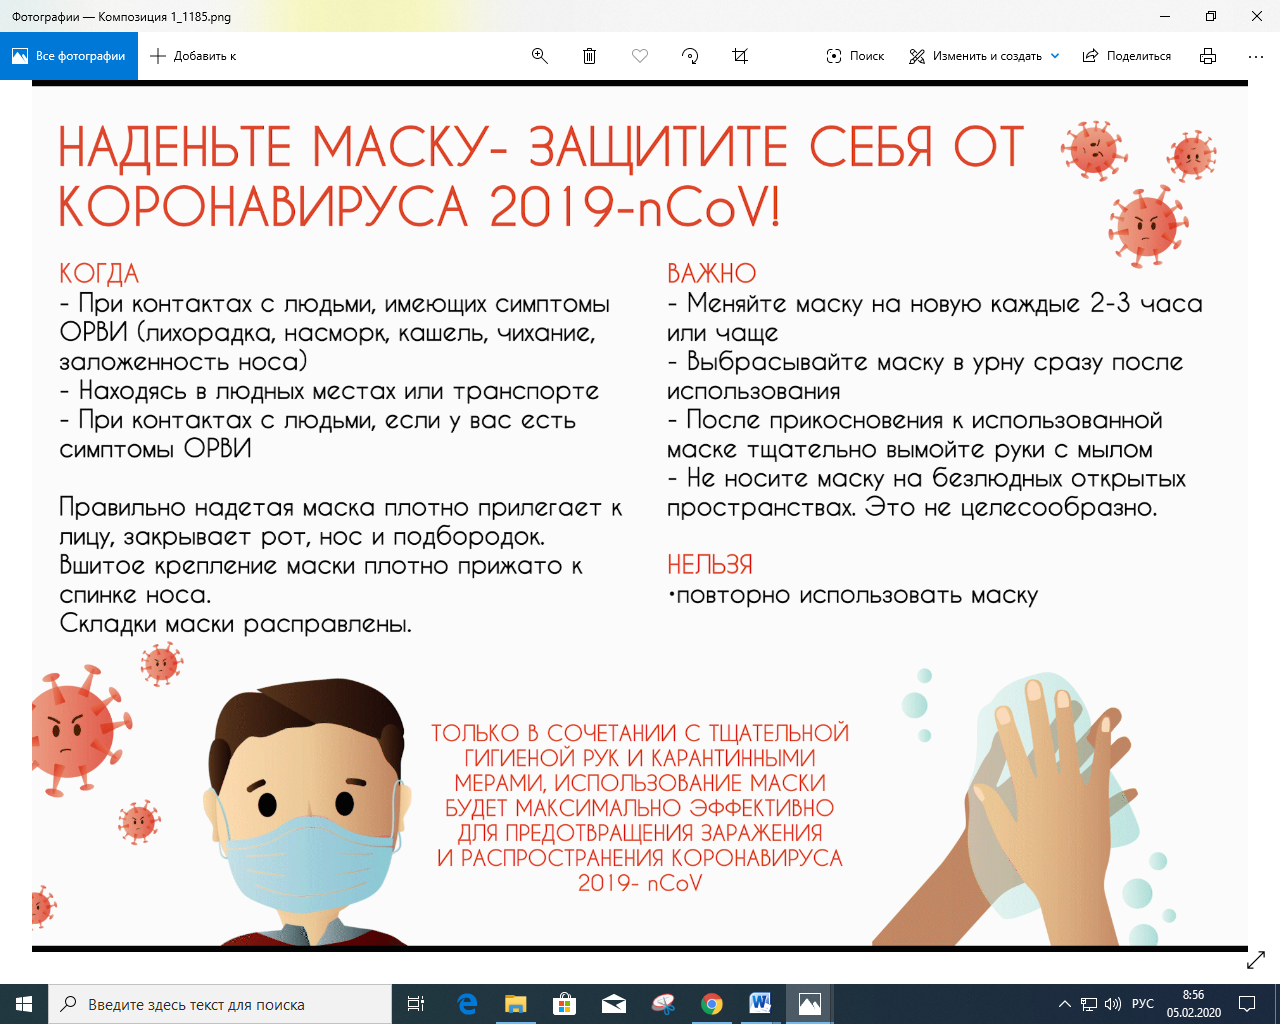 Фотографии — Композиция 1_1185.png
Все фотографии
Добавить к
Поиск
Изменить и создать
Поделиться
НАДЕНЬТЕ МАСКУ- ЗАЩИТИТЕ СЕБЯ ОТ
КОРОНАВИРУСА 2019-nCoV!
КОГДА
- При контактах с людьми, имеющих симптомы
ОРВИ (лихорадка, насморк, кашель, чихание,
заложенность носа)
- Находясь в людных местах или транспорте
- При контактах с людьми, если у вас есть
симптомы ОРВИ
Правильно надетая маска плотно прилегает к
лицу, закрывает рот, нос и подбородок.
Вшитое крепление маски плотно прижато к
спинке носа.
Складки маски расправлены.
ВАЖНО
- Меняйте маску на новую каждые 2-3 часа
или чаще
- Выбрасывайте маску в урну сразу после
использования
- После прикосновения к использованной
маске тщательно вымойте руки с мылом
- Не носите маску на безлюдных открытых
пространствах. Это не целесообразно.
НЕЛЬЗЯ
•повторно использовать маску
ТОЛЬКО В СОЧЕТАНИИ С ТЩАТЕЛЬНОЙ
ГИГИЕНОЙ РУК И КАРАНТИННЫМИ
МЕРАМИ, ИСПОЛЬЗОВАНИЕ МАСКИ
БУДЕТ МАКСИМАЛЬНО ЭФФЕКТИВНО
ДЛЯ ПРЕДОТВРАЩЕНИЯ ЗАРАЖЕНИЯ
И РАСПРОСТРАНЕНИЯ КОРОНАВИРУСА
2019- nCoV
Введите здесь текст для поиска
РУС
8:56
05.02.2020